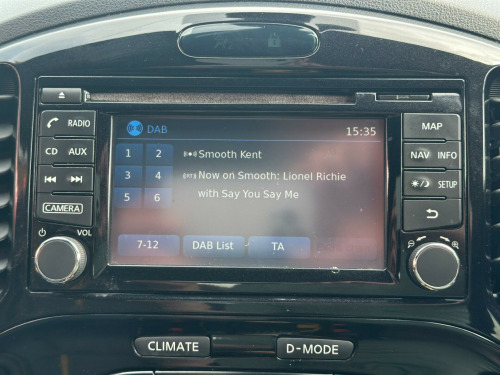 RADIO
CD AUX
CAMERA
VOL
DAB
15:35
1 2
3 4
5 6
Smooth Kent
Now on Smooth: Lionel Richie
with Say You Say Me
7-12
DAB List
TA
MAP
NAV INFO
SETUP
CLIMATE
D-MODE